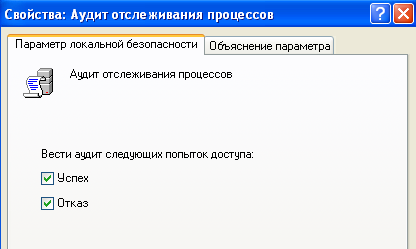 Свойства: Аудит отслеживания процессов
Параметр локальной безопасности
Объяснение параметра
Аудит отслеживания процессов
Вести аудит следующих попыток доступа:
Успех
Отказ